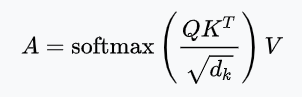 A = softmax ( QK^T / √d_k ) V